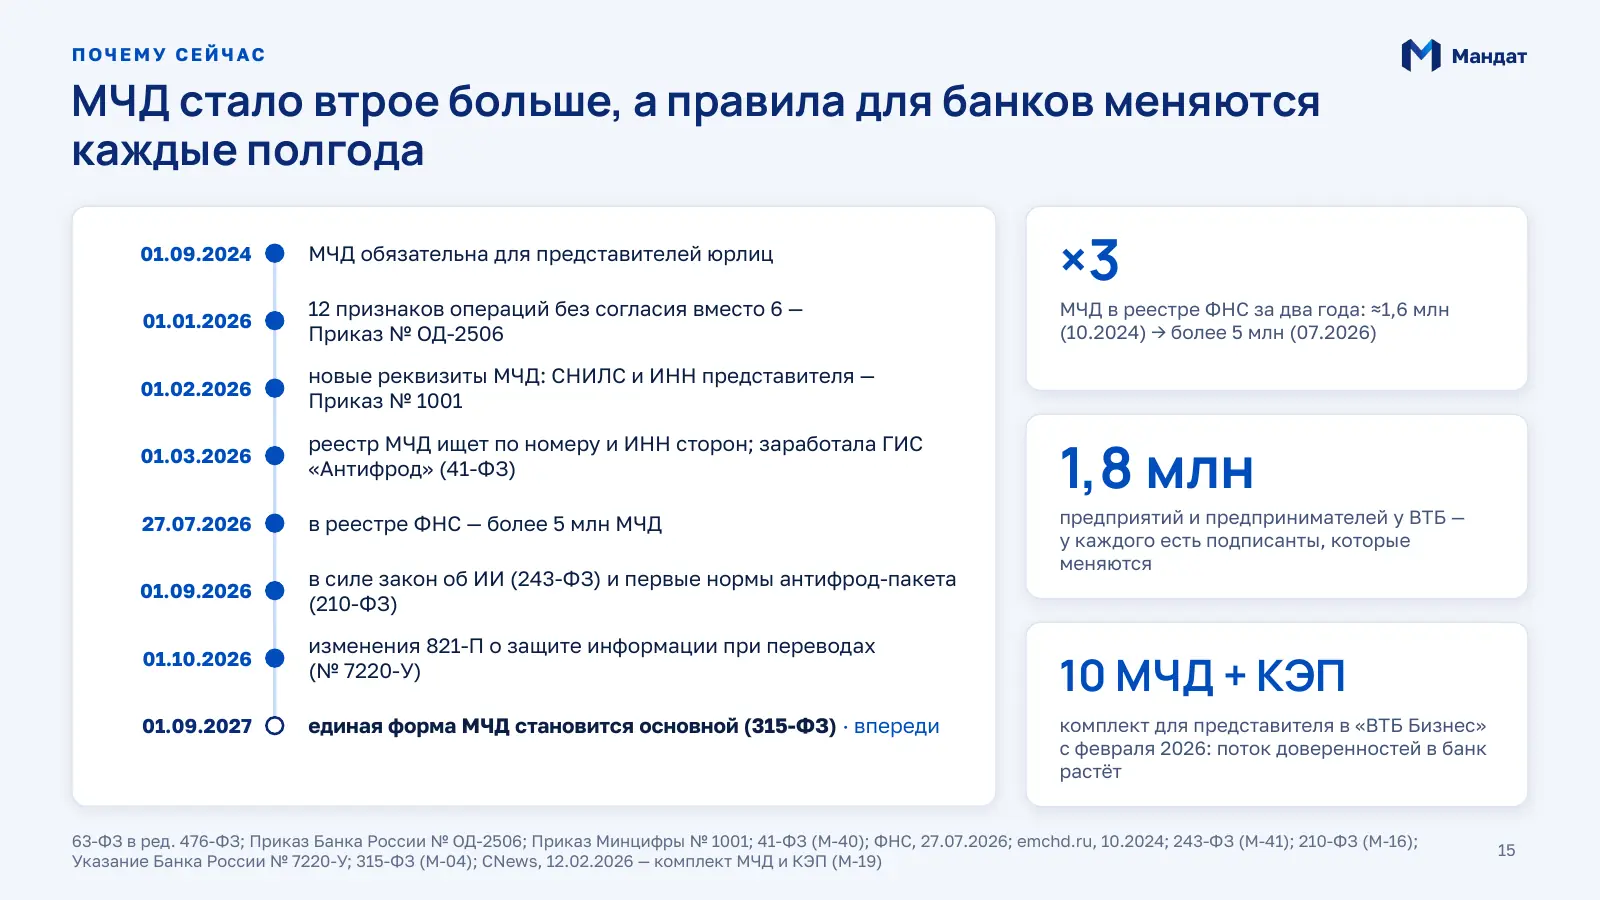 ПОЧЕМУ СЕЙЧАС
Мандат
МЧД стало втрое больше, а правила для банков меняются
каждые полгода
01.09.2024 МЧД обязательна для представителей юрлиц
01.01.2026 12 признаков операций без согласия вместо 6 —
Приказ № ОД-2506
01.02.2026 новые реквизиты МЧД: СНИЛС и ИНН представителя —
Приказ № 1001
01.03.2026 реестр МЧД ищет по номеру и ИНН сторон; заработала ГИС
«Антифрод» (41-ФЗ)
27.07.2026 в реестре ФНС — более 5 млн МЧД
01.09.2026 в силе закон об ИИ (243-ФЗ) и первые нормы антифрод-пакета
(210-ФЗ)
01.10.2026 изменения 821-П о защите информации при переводах
(№ 7220-У)
01.09.2027 единая форма МЧД становится основной (315-ФЗ) · впереди
×3
МЧД в реестре ФНС за два года: ≈1,6 млн
(10.2024) → более 5 млн (07.2026)
1,8 млн
предприятий и предпринимателей у ВТБ —
у каждого есть подписанты, которые
меняются
10 МЧД + КЭП
комплект для представителя в «ВТБ Бизнес»
с февраля 2026: поток доверенностей в банк
растёт
63-ФЗ в ред. 476-ФЗ; Приказ Банка России № ОД-2506; Приказ Минцифры № 1001; 41-ФЗ (М-40); ФНС, 27.07.2026; emchd.ru, 10.2024; 243-ФЗ (М-41); 210-ФЗ (М-16);
Указание Банка России № 7220-У; 315-ФЗ (М-04); CNews, 12.02.2026 — комплект МЧД и КЭП (М-19)
15